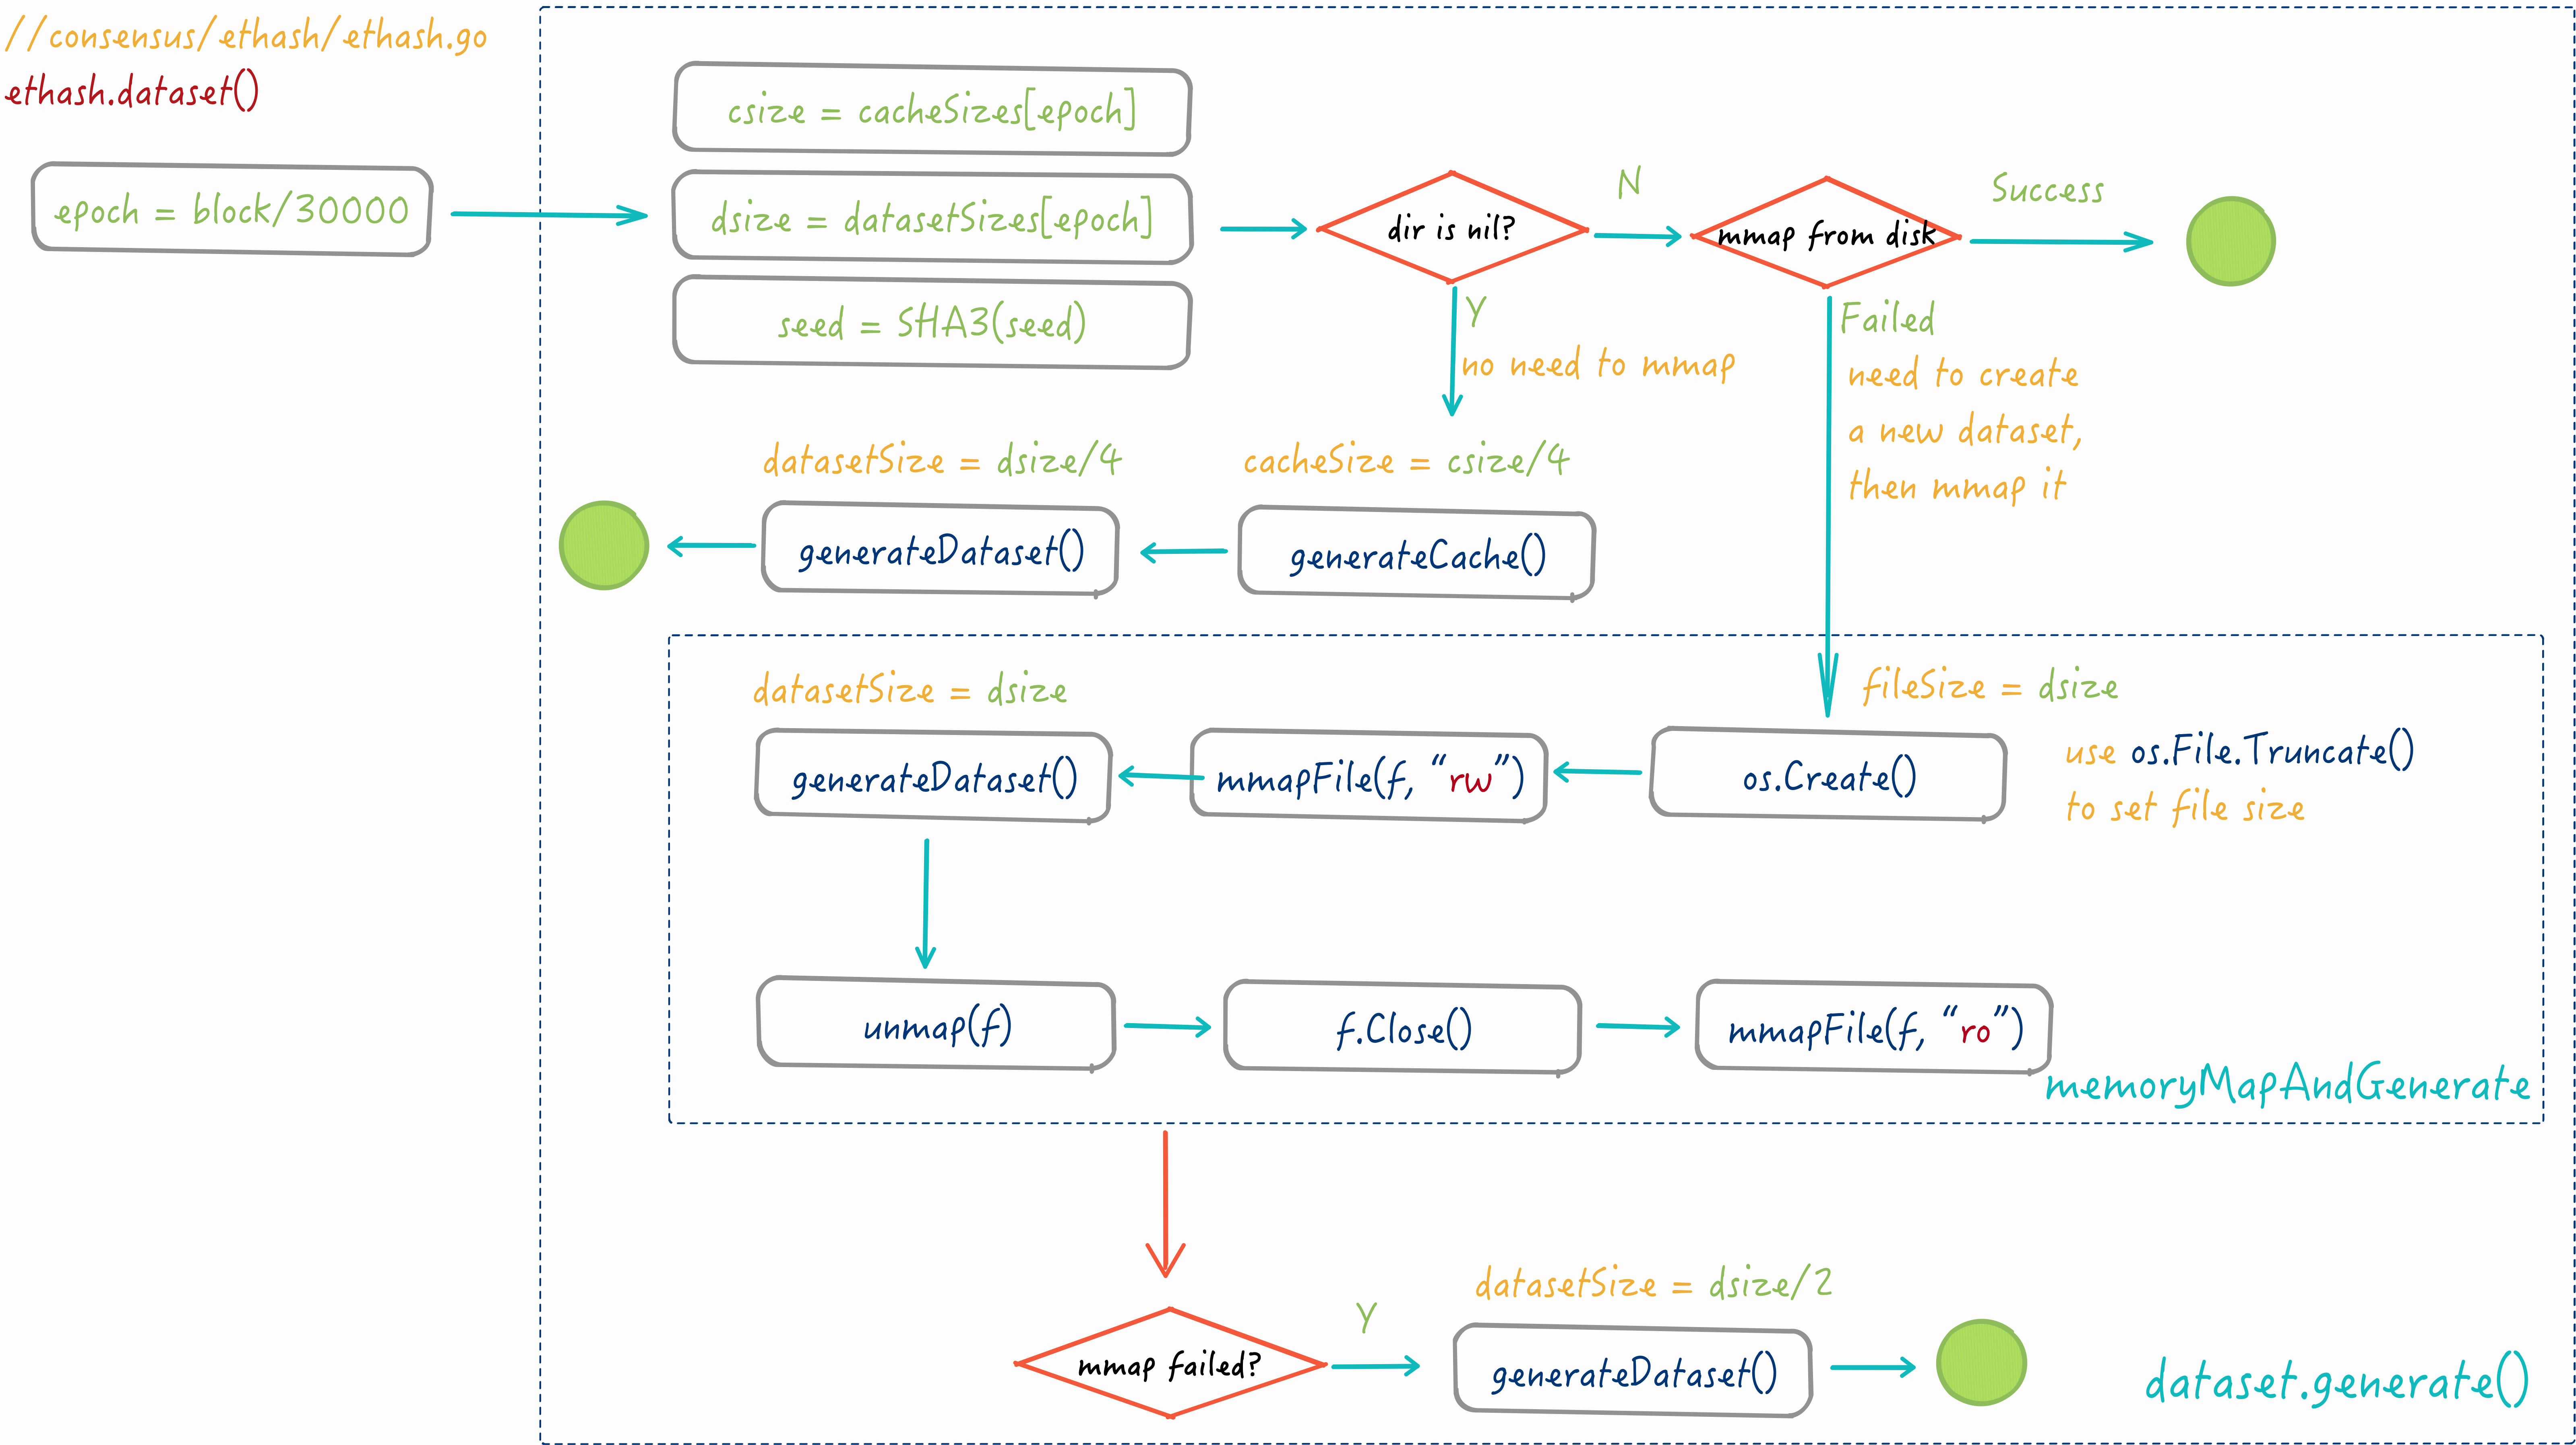 //consensus/ethash/ethash.go
ethash.dataset()
epoch = block/30000
csize = cacheSizes[epoch]
dsize = datasetSizes[epoch]
seed = SHA3(seed)
dir is nil?
N
mmap from disk
Success
Y
no need to mmap
Failed
need to create
a new dataset,
then mmap it
datasetSize = dsize/4
cacheSize = csize/4
generateDataset()
generateCache()
datasetSize = dsize
fileSize = dsize
generateDataset()
mmapFile(f, “rw”)
os.Create()
use os.File.Truncate()
to set file size
unmap(f)
f.Close()
mmapFile(f, “ro”)
memoryMapAndGenerate
mmap failed?
Y
datasetSize = dsize/2
generateDataset()
dataset.generate()